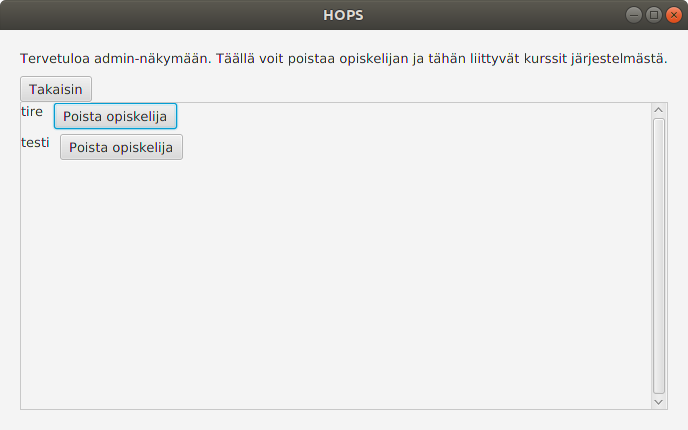 HOPS
Tervetuloa admin-näkymään. Täällä voit poistaa opiskelijan ja tähän liittyvät kurssit järjestelmästä.
Takaisin
tire Poista opiskelija
testi Poista opiskelija